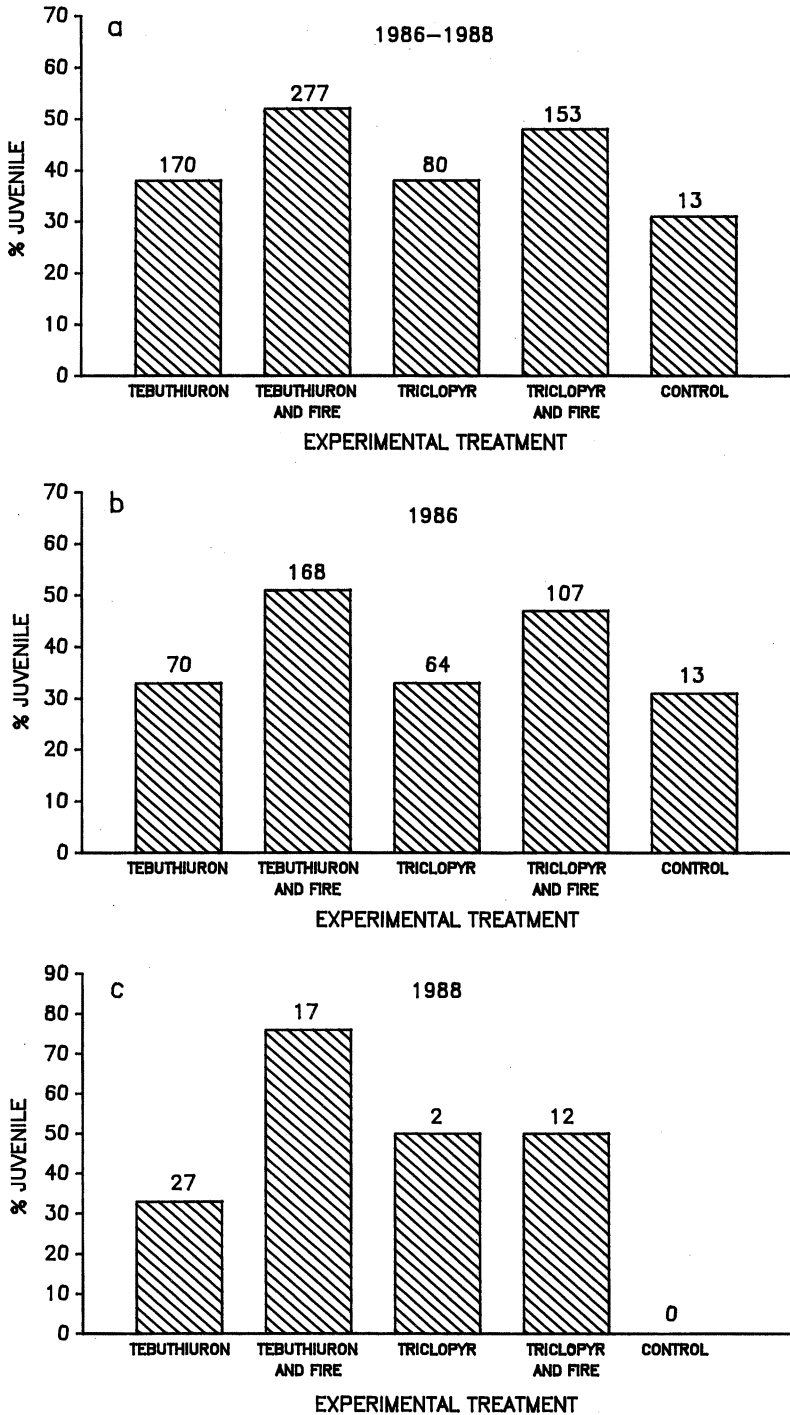 a
1986–1988
70
60
50
40
30
20
10
0
% JUVENILE
170
277
80
153
13
TEBUTHIURON
TEBUTHIURON
AND FIRE
TRICLOPYR
TRICLOPYR
AND FIRE
CONTROL
EXPERIMENTAL TREATMENT
b
1986
70
60
50
40
30
20
10
0
% JUVENILE
70
168
64
107
13
TEBUTHIURON
TEBUTHIURON
AND FIRE
TRICLOPYR
TRICLOPYR
AND FIRE
CONTROL
EXPERIMENTAL TREATMENT
c
1988
90
80
70
60
50
40
30
20
10
0
% JUVENILE
27
17
2
12
0
TEBUTHIURON
TEBUTHIURON
AND FIRE
TRICLOPYR
TRICLOPYR
AND FIRE
CONTROL
EXPERIMENTAL TREATMENT